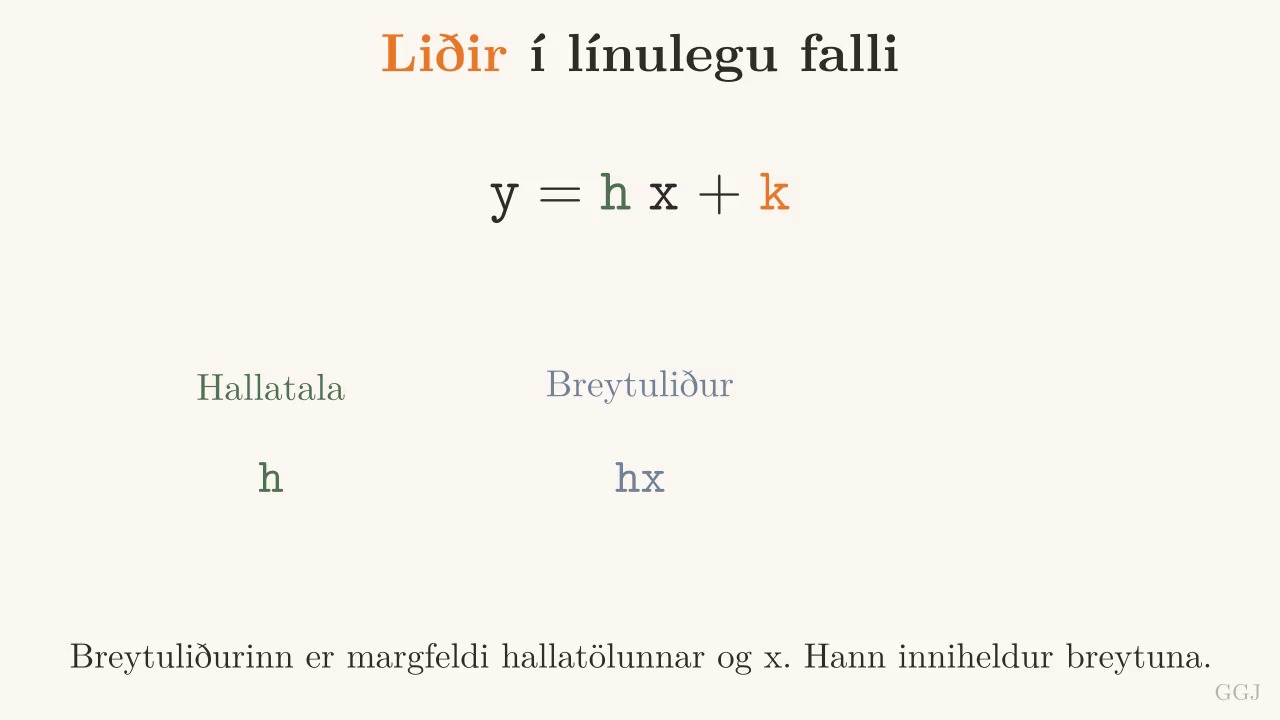 Liðir í línulegu falli
y = h x + k
Hallatala
Breytuliður
h
hx
Breytuliðurinn er margfeldi hallatölunnar og x. Hann inniheldur breytuna.
GGJ